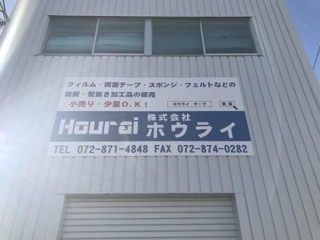 フィルム・両面テープ・スポンジ・フェルトなどの
裁断・型抜き加工品の販売
小売り・少量O.K！
ホウライ テープ 検索
Hourai 株式会社 ホウライ
TEL 072-871-4848 FAX 072-874-0282